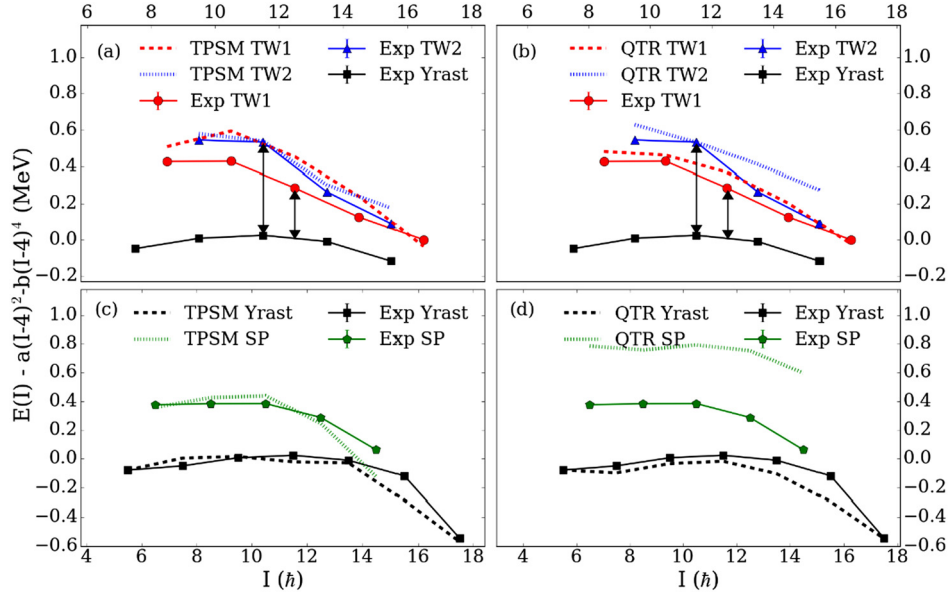 8 10 12 14 16 18 8 10 12 14 16 18
(a) TPSM TW1 Exp TW2
TPSM TW2 Exp Yrast
Exp TW1
(b) QTR TW1 Exp TW2
QTR TW2 Exp Yrast
Exp TW1
1.0 1.0
0.8 0.8
0.6 0.6
0.4 0.4
0.2 0.2
0.0 0.0
−0.2 −0.2
E(I) - a(I-4)²-b(I-4)⁴ (MeV)
(c) TPSM Yrast Exp Yrast
TPSM SP Exp SP
(d) QTR Yrast Exp Yrast
QTR SP Exp SP
1.0
0.8 0.8
0.6 0.6
0.4 0.4
0.2 0.2
0.0 0.0
−0.2 −0.2
−0.4 −0.4
−0.6 −0.6
4 6 8 10 12 14 16 18 4 6 8 10 12 14 16 18
I (ℏ) I (ℏ)